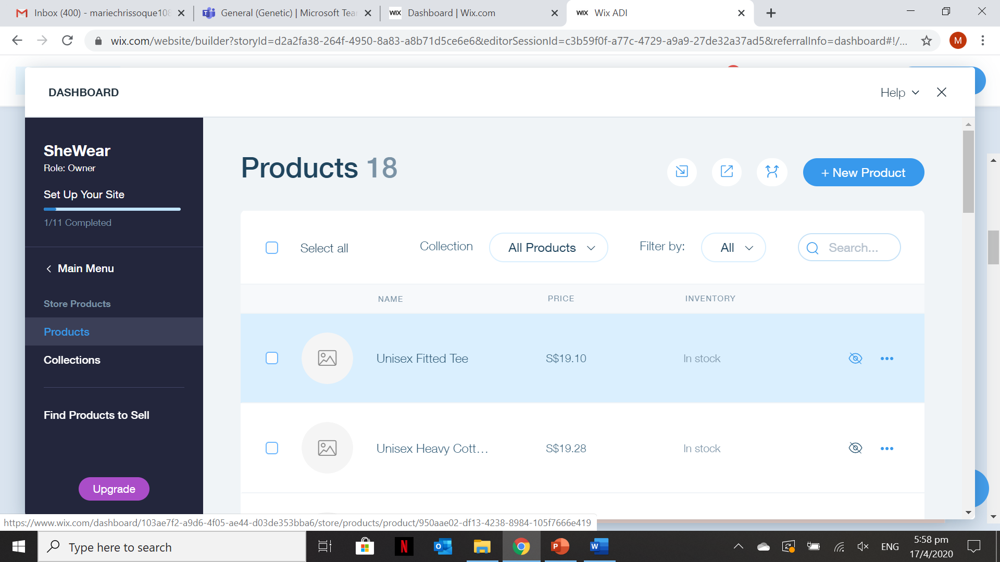 Inbox (400) - mariechrissoque108
General (Genetic) | Microsoft Tea
WIX Dashboard | Wix.com
WIX Wix ADI
wix.com/website/builder?storyId=d2a2fa38-264f-4950-8a83-a8b71d5ce6e6&editorSessionId=c3b59f0f-a77c-4729-a9a9-27de32a37ad5&referralInfo=dashboard#!/...
M
DASHBOARD
Help
SheWear
Role: Owner
Set Up Your Site
1/11 Completed
Main Menu
Store Products
Products
Collections
Find Products to Sell
Upgrade
Products 18
+ New Product
Select all
Collection
All Products
Filter by:
All
Search...
NAME PRICE INVENTORY
Unisex Fitted Tee S$19.10 In stock
Unisex Heavy Cott... S$19.28 In stock
https://www.wix.com/dashboard/103ae7f2-a9d6-4f05-ae44-d03de353bba6/store/products/product/950aae02-df13-4238-8984-105f7666e419
Type here to search
ENG
5:58 pm
17/4/2020